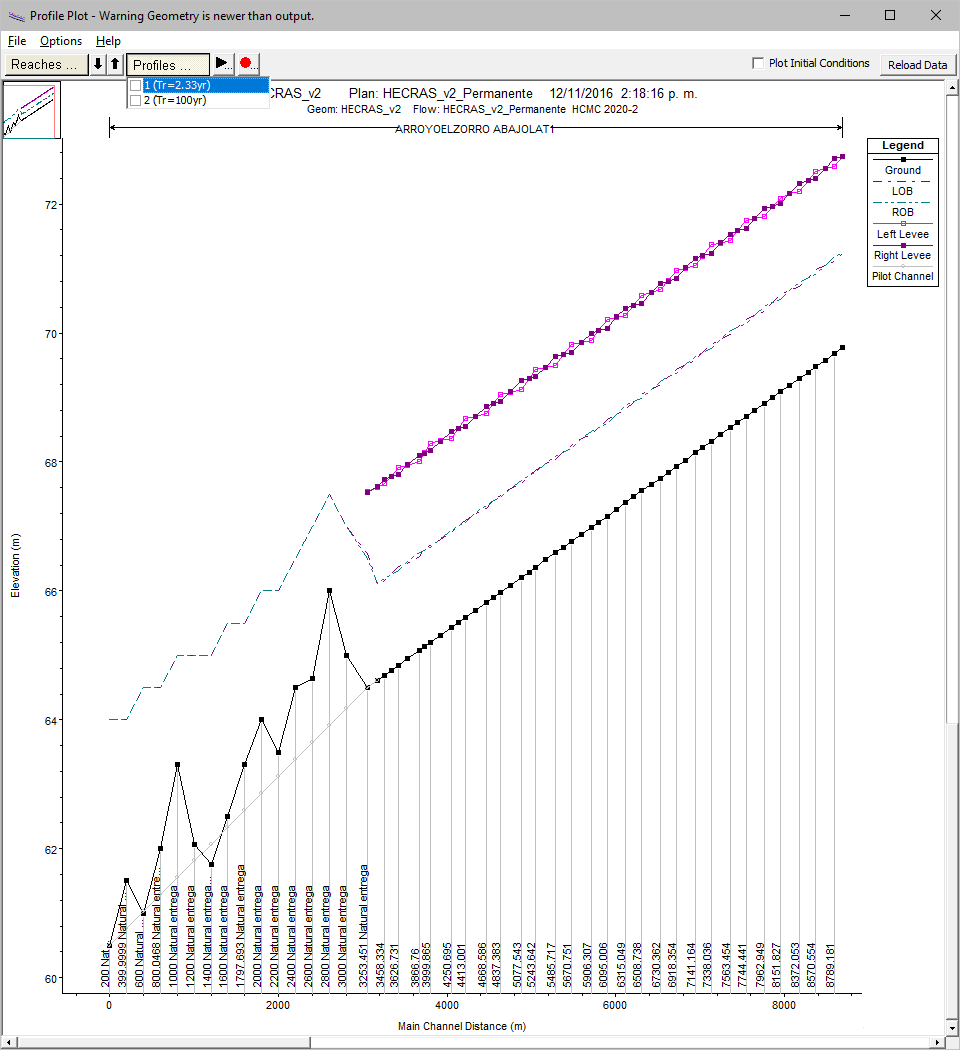 Profile Plot - Warning Geometry is newer than output.
File Options Help
Reaches ... Profiles ... Plot Initial Conditions Reload Data
1 (Tr=2.33yr)
2 (Tr=100yr)
CRAS_v2 Plan: HECRAS_v2_Permanente 12/11/2016 2:18:16 p. m.
Geom: HECRAS_v2 Flow: HECRAS_v2_Permanente HCMC 2020-2
ARROYOELZORRO ABAJOLAT1
Legend
Ground
LOB
ROB
Left Levee
Right Levee
Pilot Channel
72
70
68
66
64
62
60
Elevation (m)
200 Nat...
399.9999 Natural ...
600 Natural ...
800.0468 Natural entre...
1000 Natural entrega
1200 Natural entrega
1400 Natural entrega...
1600 Natural entrega
1797.693 Natural entrega
2000 Natural entrega
2200 Natural entrega
2400 Natural entrega
2600 Natural entrega
2800 Natural entrega
3000 Natural entrega
3253.451 Natural entrega
3458.334
3626.731
3866.76
3999.865
4250.695
4413.001
4668.586
4837.383
5077.543
5243.642
5485.717
5670.751
5906.307
6095.006
6315.049
6508.738
6730.362
6918.354
7141.164
7338.036
7563.454
7744.441
7962.949
8151.827
8372.053
8570.554
8789.181
0 2000 4000 6000 8000
Main Channel Distance (m)